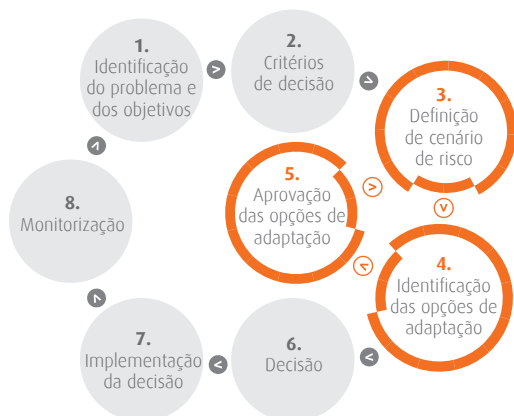 1.
Identificação
do problema e
dos objetivos
2.
Critérios
de decisão
3.
Definição
de cenário
de risco
4.
Identificação
das opções de
adaptação
5.
Aprovação
das opções de
adaptação
6.
Decisão
7.
Implementação
da decisão
8.
Monitorização